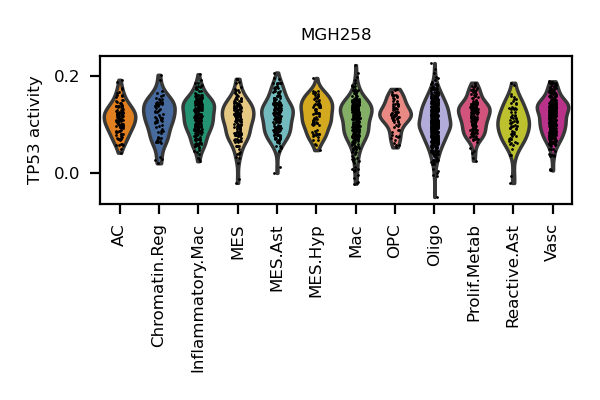 MGH258
TP53 activity
0.2
0.0
AC
Chromatin.Reg
Inflammatory.Mac
MES
MES.Ast
MES.Hyp
Mac
OPC
Oligo
Prolif.Metab
Reactive.Ast
Vasc